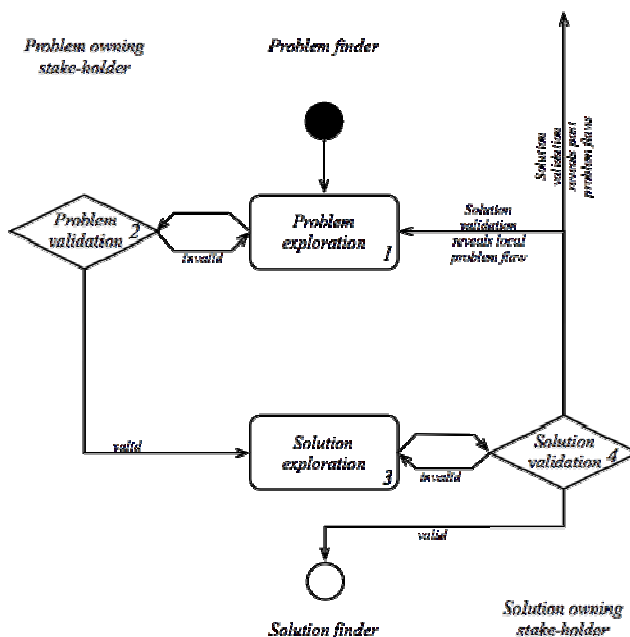 Problem owning
stake-holder
Problem finder
Solution
validation
reveals past
problem flaws
Problem
validation 2
invalid
Problem
exploration
1
Solution
validation
reveals local
problem flaw
valid
Solution
exploration
3
invalid
Solution
validation 4
valid
Solution finder
Solution owning
stake-holder